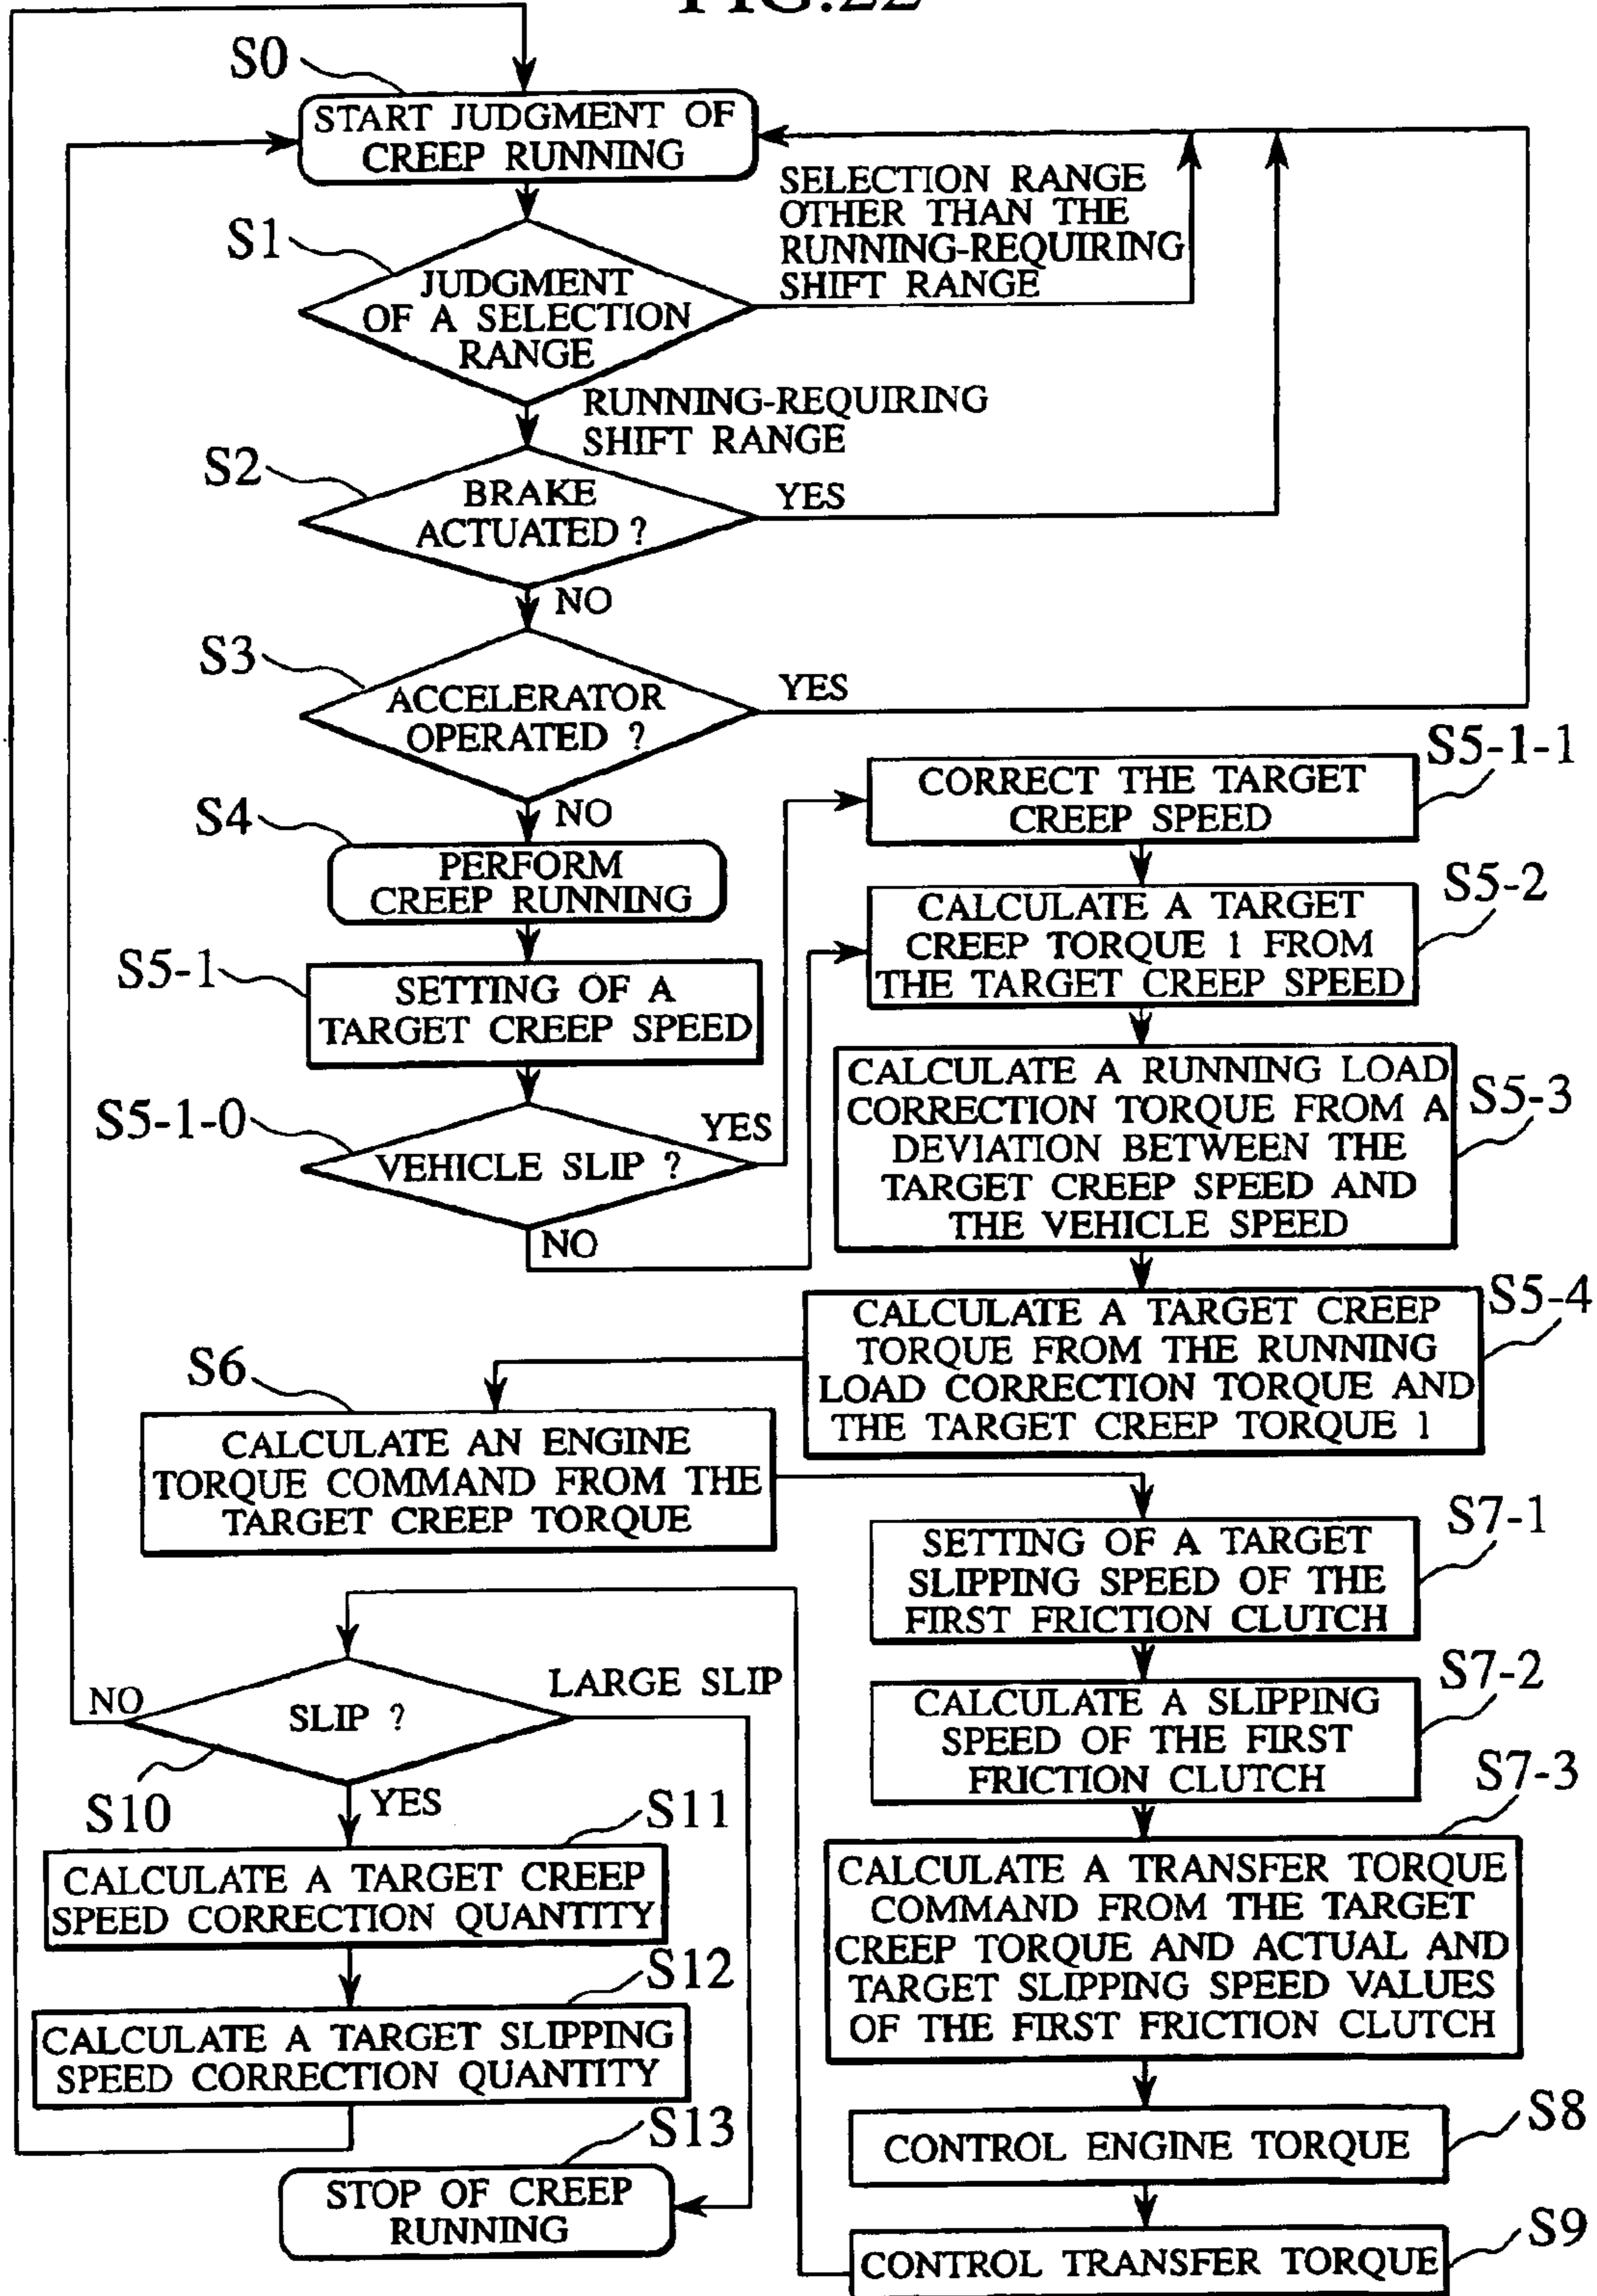 FIG.22
S0
START JUDGMENT OF
CREEP RUNNING
SELECTION RANGE
OTHER THAN THE
RUNNING-REQUIRING
SHIFT RANGE
S1
JUDGMENT
OF A SELECTION
RANGE
RUNNING-REQUIRING
SHIFT RANGE
S2
BRAKE
ACTUATED ?
YES
NO
S3
ACCELERATOR
OPERATED ?
YES
NO
S4
PERFORM
CREEP RUNNING
S5-1
SETTING OF A
TARGET CREEP SPEED
S5-1-0
VEHICLE SLIP ?
YES
NO
S5-1-1
CORRECT THE TARGET
CREEP SPEED
S5-2
CALCULATE A TARGET
CREEP TORQUE 1 FROM
THE TARGET CREEP SPEED
S5-3
CALCULATE A RUNNING LOAD
CORRECTION TORQUE FROM A
DEVIATION BETWEEN THE
TARGET CREEP SPEED AND
THE VEHICLE SPEED
S5-4
CALCULATE A TARGET CREEP
TORQUE FROM THE RUNNING
LOAD CORRECTION TORQUE AND
THE TARGET CREEP TORQUE 1
S6
CALCULATE AN ENGINE
TORQUE COMMAND FROM THE
TARGET CREEP TORQUE
S7-1
SETTING OF A TARGET
SLIPPING SPEED OF THE
FIRST FRICTION CLUTCH
S7-2
CALCULATE A SLIPPING
SPEED OF THE FIRST
FRICTION CLUTCH
S7-3
CALCULATE A TRANSFER TORQUE
COMMAND FROM THE TARGET
CREEP TORQUE AND ACTUAL AND
TARGET SLIPPING SPEED VALUES
OF THE FIRST FRICTION CLUTCH
S8
CONTROL ENGINE TORQUE
S9
CONTROL TRANSFER TORQUE
NO
SLIP ?
LARGE SLIP
S10
YES
S11
CALCULATE A TARGET CREEP
SPEED CORRECTION QUANTITY
S12
CALCULATE A TARGET SLIPPING
SPEED CORRECTION QUANTITY
S13
STOP OF CREEP
RUNNING